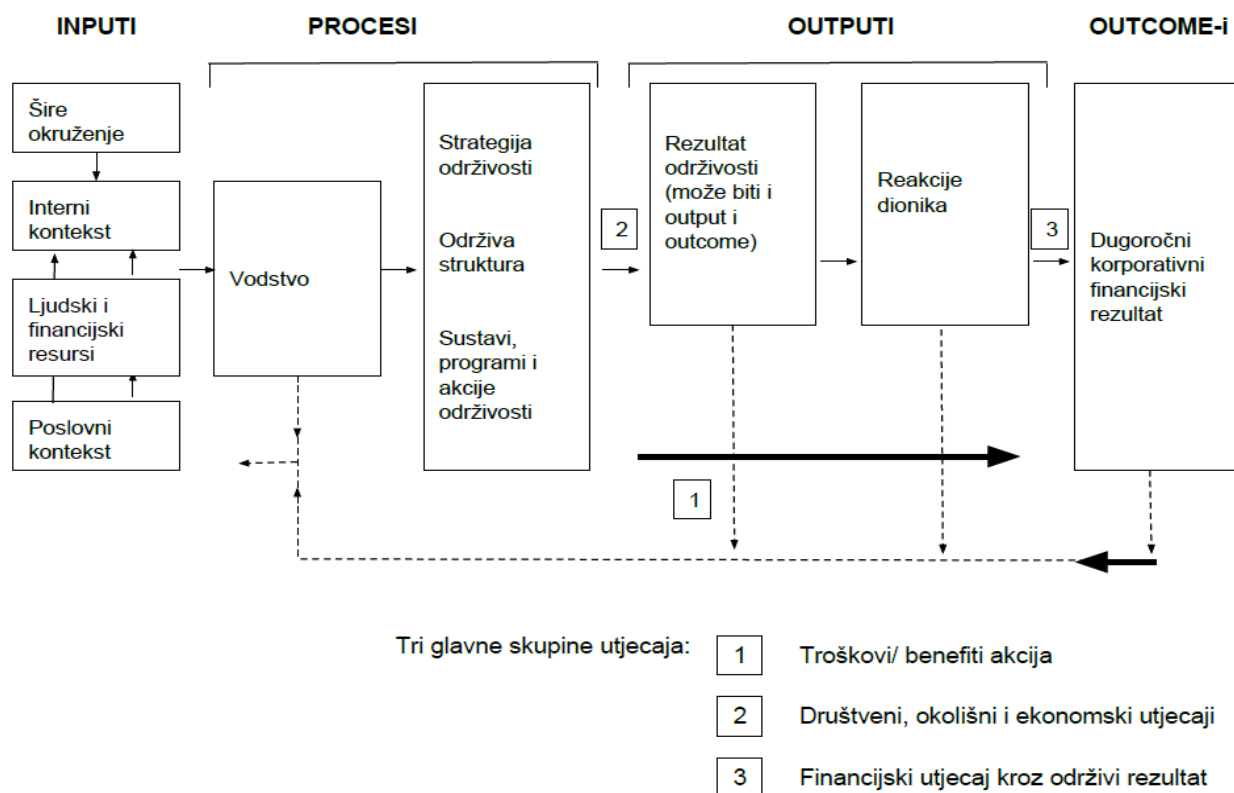 INPUTI
PROCESI
OUTPUTI
OUTCOME-i
Šire
okruženje
Interni
kontekst
Ljudski i
financijski
resursi
Poslovni
kontekst
Vodstvo
Strategija
održivosti
Održiva
struktura
Sustavi,
programi i
akcije
održivosti
2
Rezultat
održivosti
(može biti i
output i
outcome)
Reakcije
dionika
3
Dugoročni
korporativni
financijski
rezultat
1
Tri glavne skupine utjecaja:
1 Troškovi/ benefiti akcija
2 Društveni, okolišni i ekonomski utjecaji
3 Financijski utjecaj kroz održivi rezultat